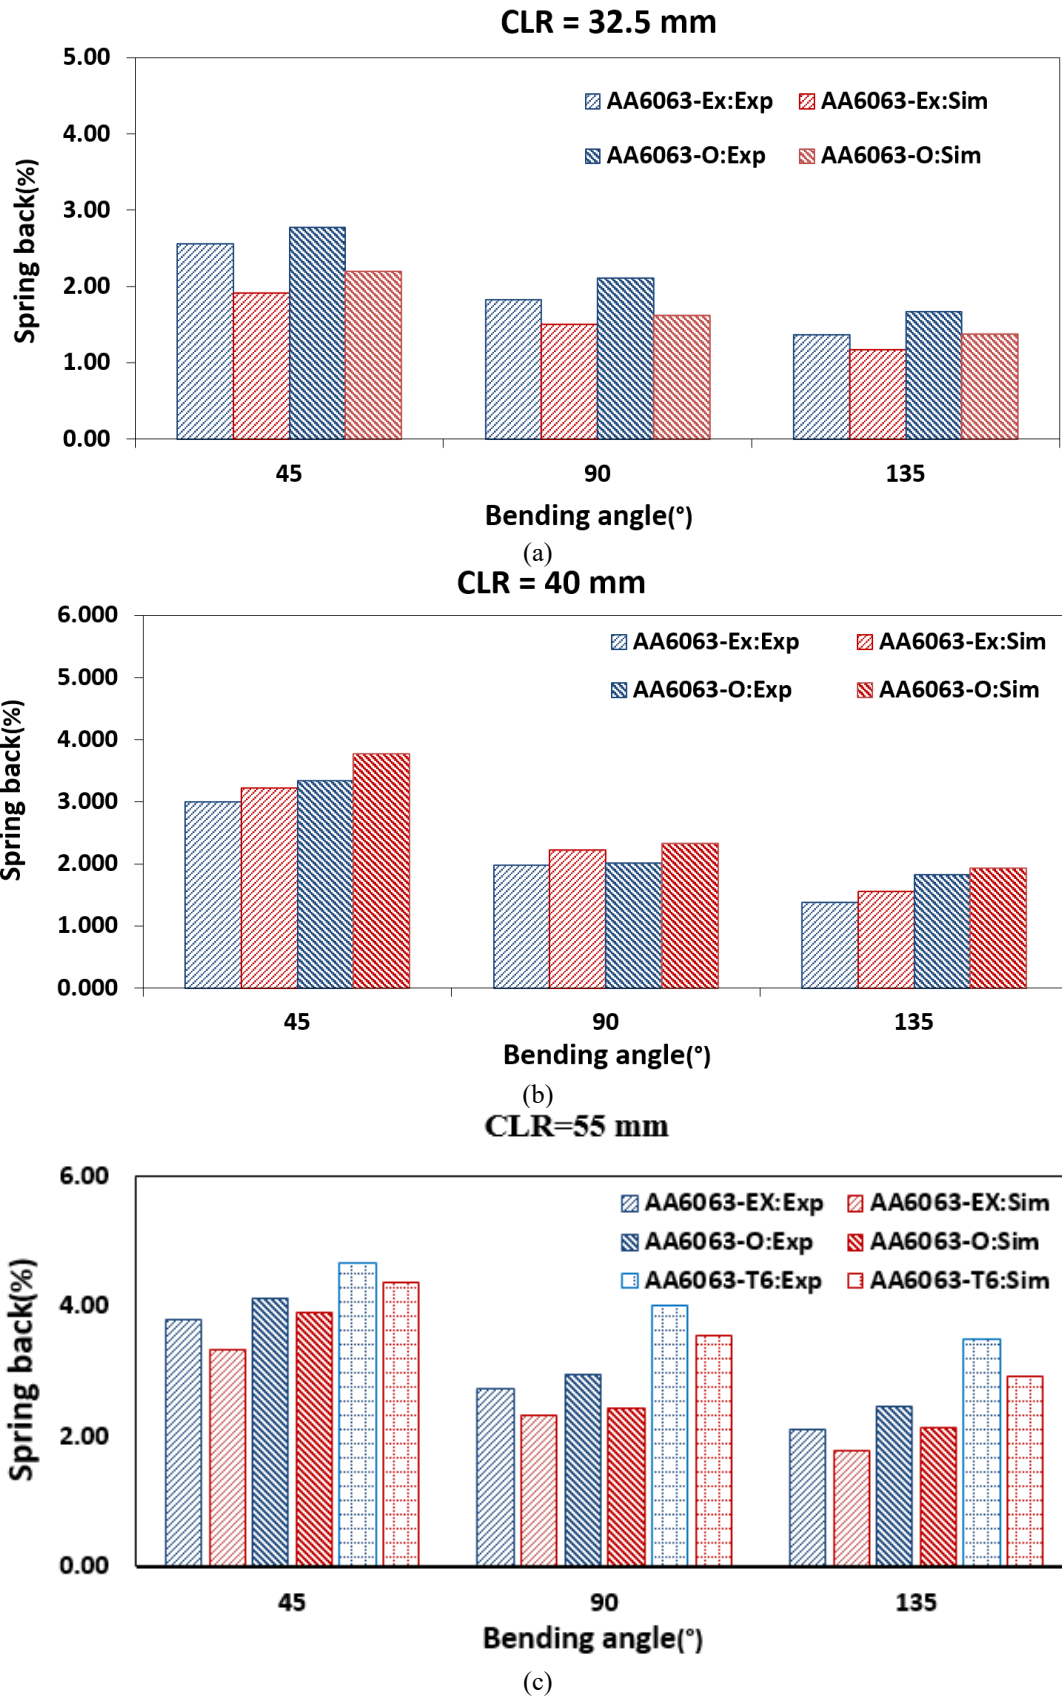 CLR = 32.5 mm
5.00
AA6063-Ex:Exp AA6063-Ex:Sim
4.00
AA6063-O:Exp AA6063-O:Sim
3.00
Spring back(%)
2.00
1.00
0.00
45 90 135
Bending angle(°)
(a)
CLR = 40 mm
6.000
AA6063-Ex:Exp AA6063-Ex:Sim
5.000
AA6063-O:Exp AA6063-O:Sim
4.000
Spring back(%)
3.000
2.000
1.000
0.000
45 90 135
Bending angle(°)
(b)
CLR=55 mm
6.00
AA6063-EX:Exp AA6063-EX:Sim
AA6063-O:Exp AA6063-O:Sim
AA6063-T6:Exp AA6063-T6:Sim
4.00
Spring back(%)
2.00
0.00
45 90 135
Bending angle(°)
(c)